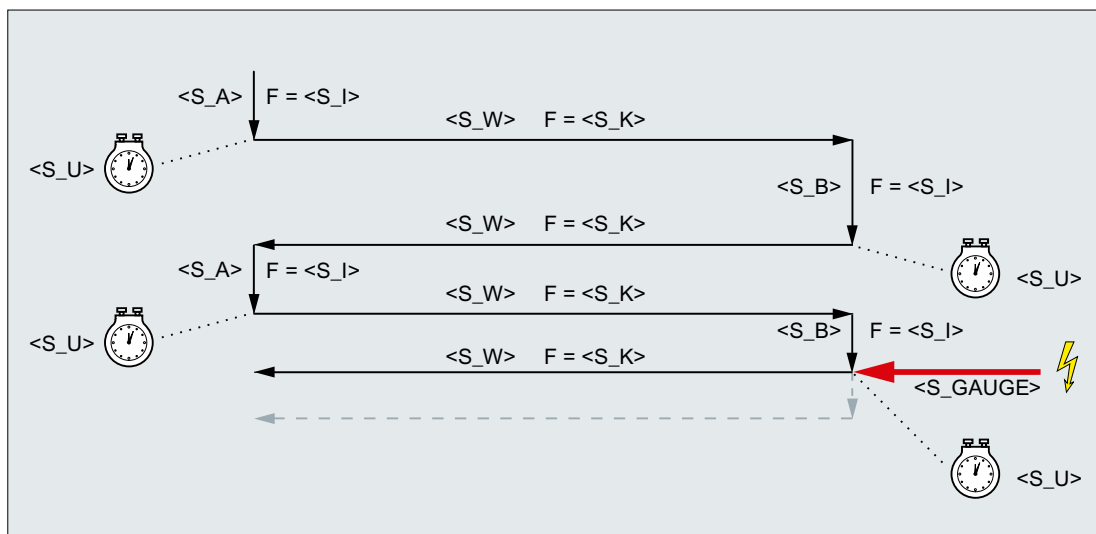 <S_A> F = <S_I>
<S_W> F = <S_K>
<S_U>
<S_B> F = <S_I>
<S_W> F = <S_K>
<S_A> F = <S_I>
<S_U>
<S_W> F = <S_K>
<S_U>
<S_B> F = <S_I>
<S_W> F = <S_K>
<S_GAUGE>
<S_U>